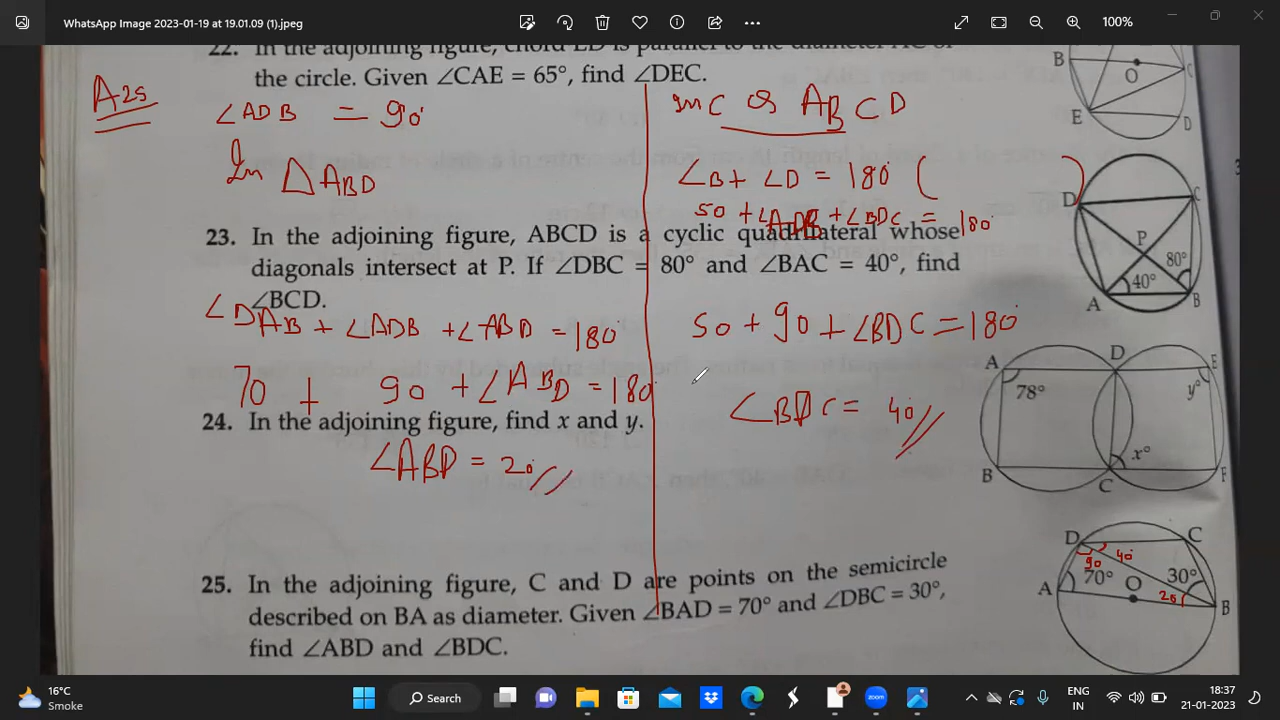 WhatsApp Image 2023-01-19 at 19.01.09 (1).jpeg
100%
22. In the adjoining figure, chord ED is parallel to the diameter AC of
the circle. Given ∠CAE = 65°, find ∠DEC.
A25
∠ADB = 90°
In △ABD
In C Q ABCD
∠B + ∠D = 180 (      )
50 + ∠ADB + ∠BDC = 180°
23. In the adjoining figure, ABCD is a cyclic quadrilateral whose
diagonals intersect at P. If ∠DBC = 80° and ∠BAC = 40°, find
∠BCD.
∠DAB + ∠ADB + ∠ABD = 180°
70 + 90 + ∠ABD = 180
50 + 90 + ∠BDC = 180°
∠BDC = 40//
24. In the adjoining figure, find x and y.
∠ABD = 20//
25. In the adjoining figure, C and D are points on the semicircle
described on BA as diameter. Given ∠BAD = 70° and ∠DBC = 30°,
find ∠ABD and ∠BDC.
B O C
E D
D C
P 80°
40°
A B
A D E
78° y°
x°
B C F
D C
90 40°
A 70° O 30°
20° B
16°C
Smoke
Search
ENG
IN
18:37
21-01-2023